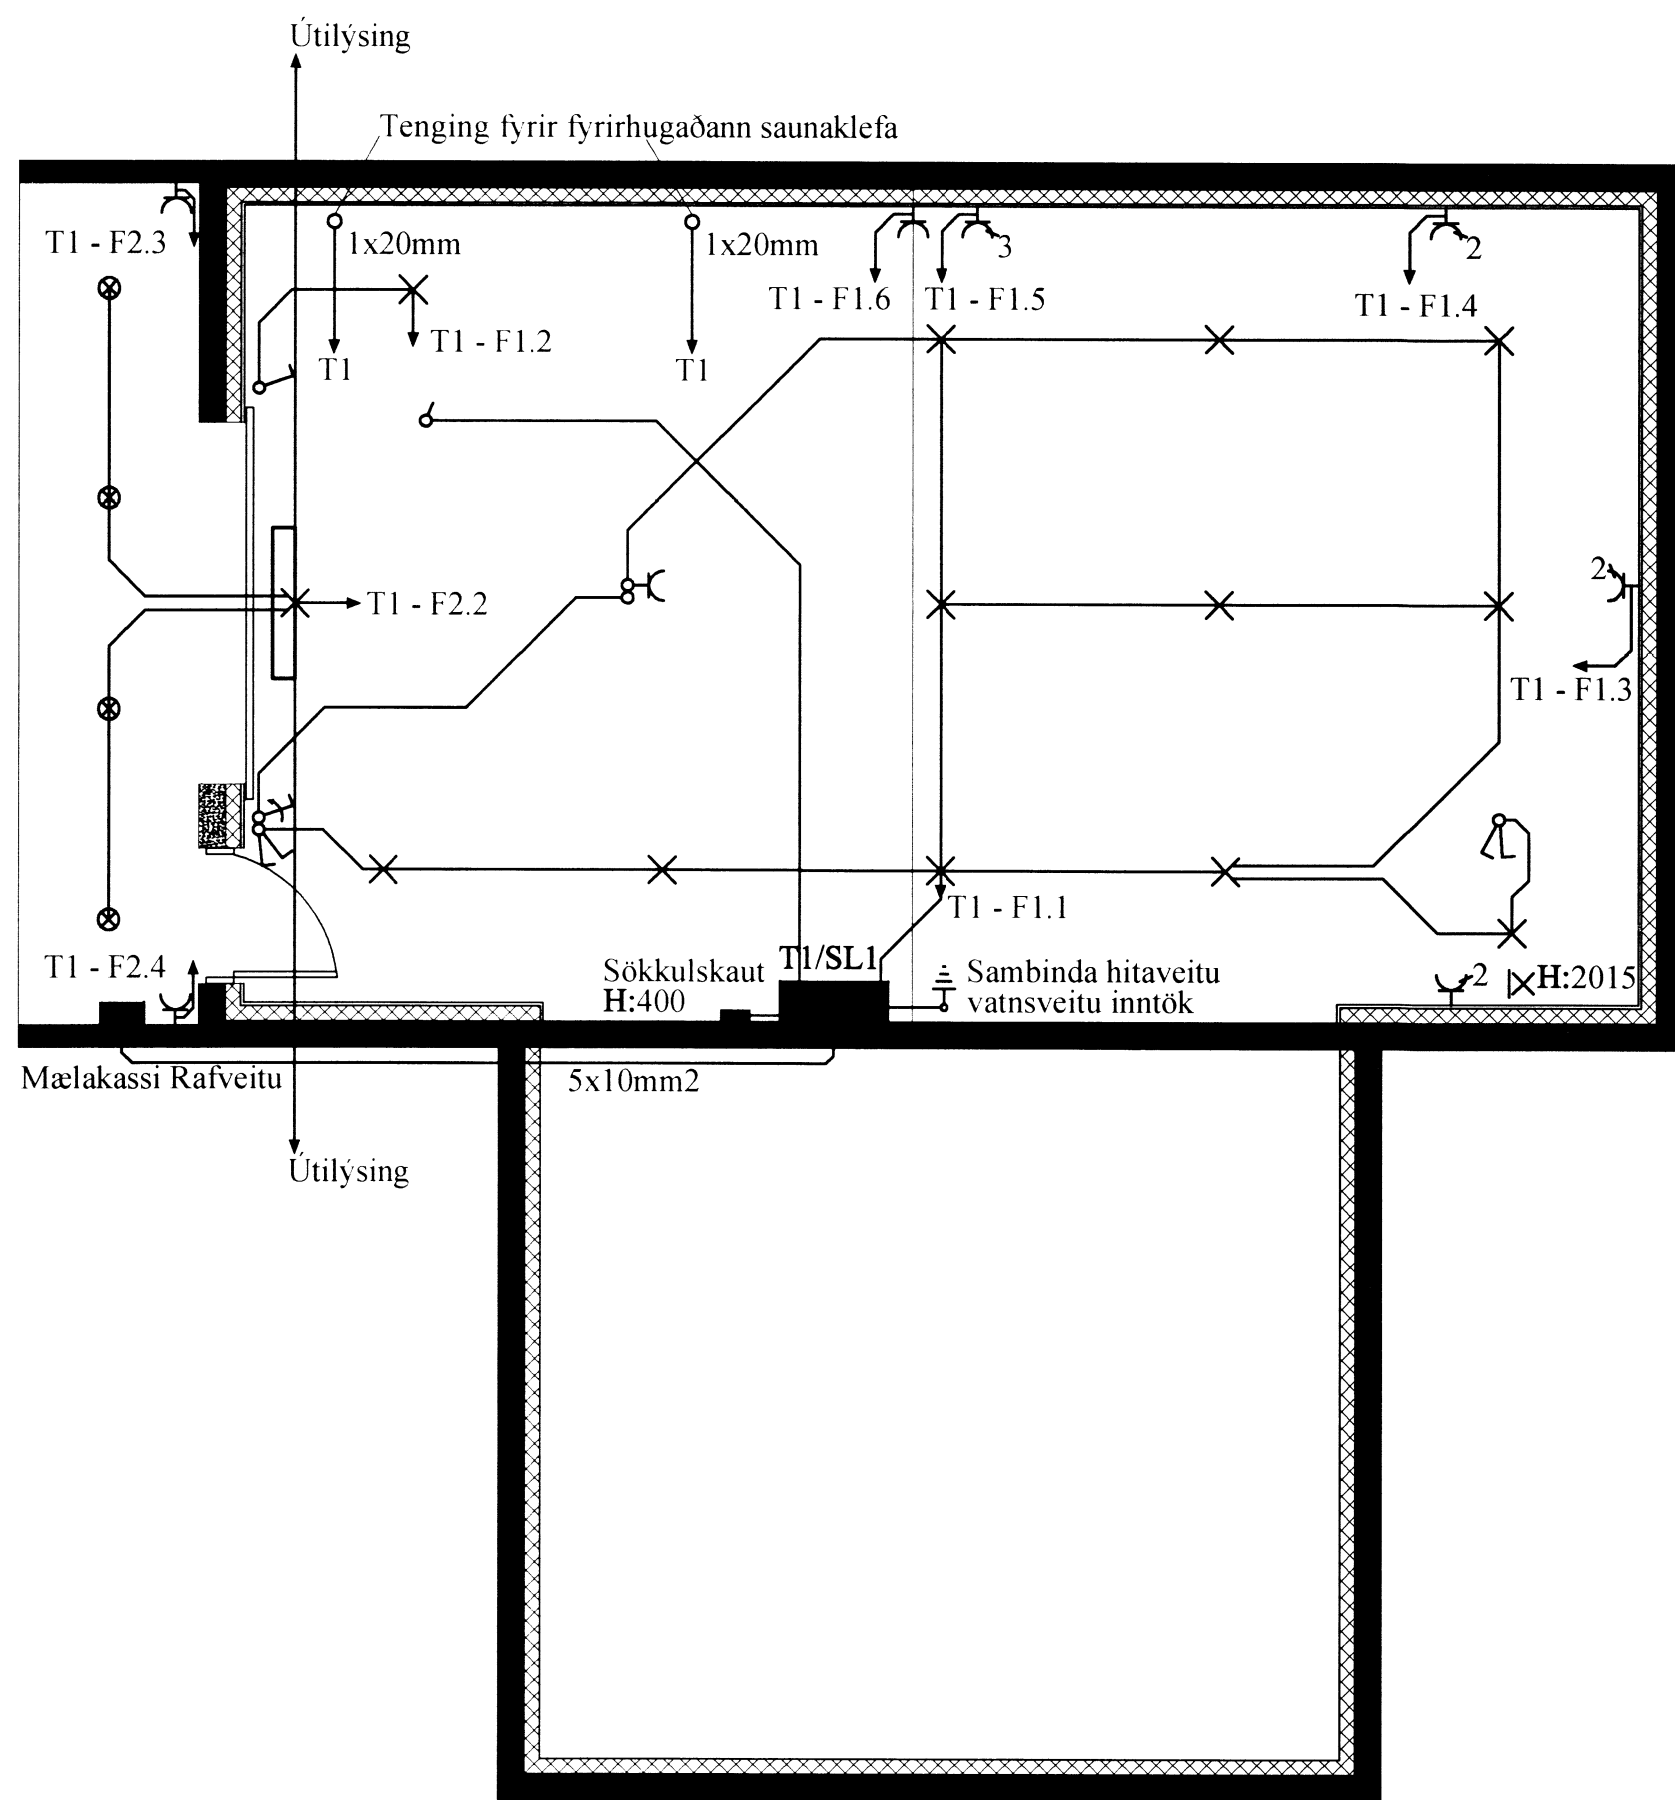 Útilýsing
Tenging fyrir fyrirhugaðann saunaklefa
T1 - F2.3
1x20mm
1x20mm
3
2
T1 - F1.6
T1 - F1.5
T1 - F1.4
T1 - F1.2
T1
T1
2
T1 - F2.2
T1 - F1.3
T1 - F1.1
T1/SL1
T1 - F2.4
Sökkulskaut
H:400
Sambinda hitaveitu
vatnsveitu inntök
2
H:2015
Mælakassi Rafveitu
5x10mm2
Útilýsing